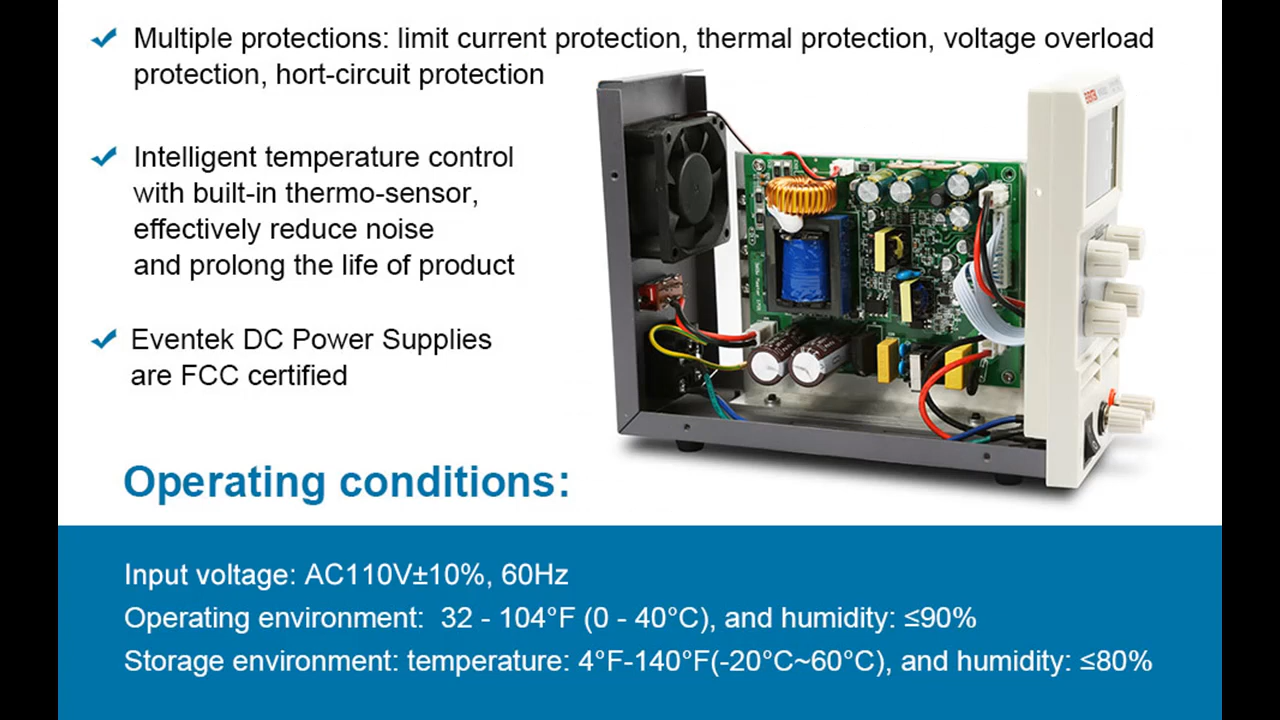 Multiple protections: limit current protection, thermal protection, voltage overload
protection, hort-circuit protection
Intelligent temperature control
with built-in thermo-sensor,
effectively reduce noise
and prolong the life of product
Eventek DC Power Supplies
are FCC certified
Operating conditions:
Input voltage: AC110V±10%, 60Hz
Operating environment: 32 - 104°F (0 - 40°C), and humidity: ≤90%
Storage environment: temperature: 4°F-140°F(-20°C~60°C), and humidity: ≤80%